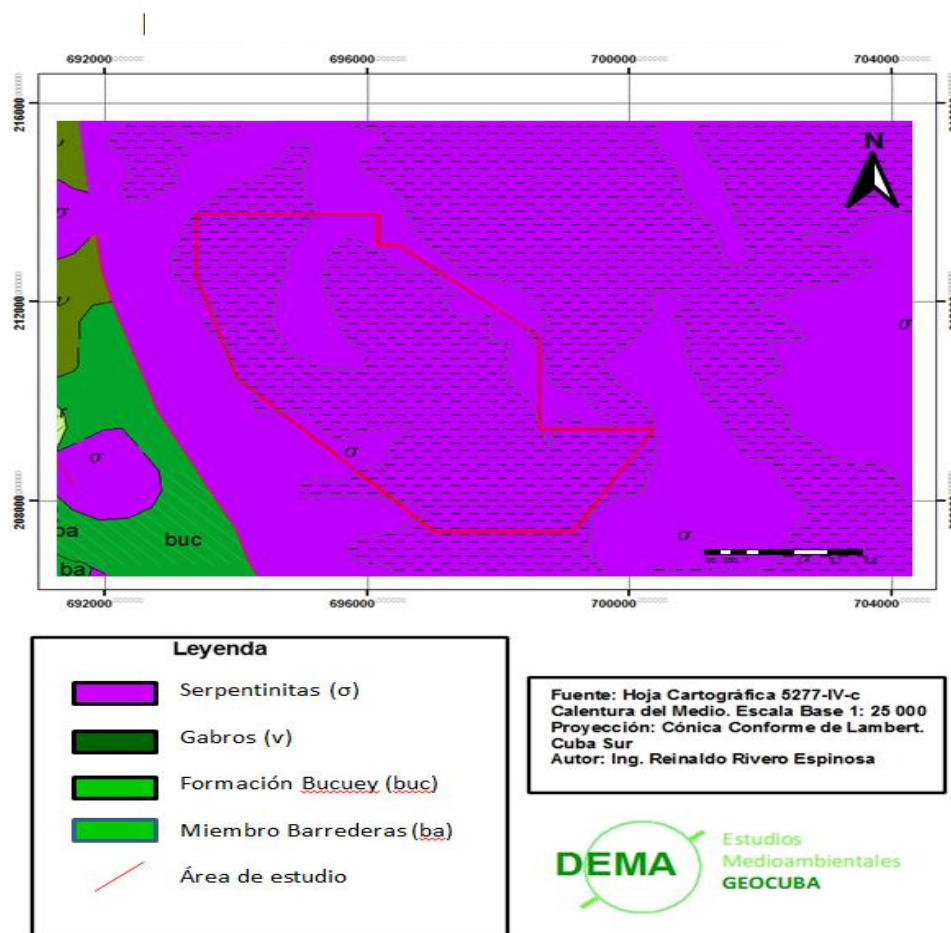 692000 696000 700000 704000
216000
N
ν
σ
212000
ν
σ
σ
σ
208000
ba
buc
σ
ba
692000 696000 700000 704000
Leyenda
Serpentinitas (σ)
Gabros (v)
Formación Bucuey (buc)
Miembro Barrederas (ba)
Área de estudio
Fuente: Hoja Cartográfica 5277-IV-c
Calentura del Medio. Escala Base 1: 25 000
Proyección: Cónica Conforme de Lambert.
Cuba Sur
Autor: Ing. Reinaldo Rivero Espinosa
DEMA
Estudios
Medioambientales
GEOCUBA